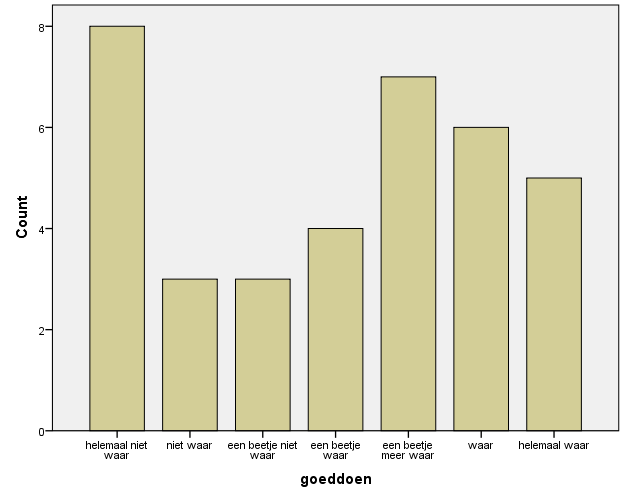 Count
8
6
4
2
0
helemaal niet
waar
niet waar
een beetje niet
waar
een beetje
waar
een beetje
meer waar
waar
helemaal waar
goeddoen